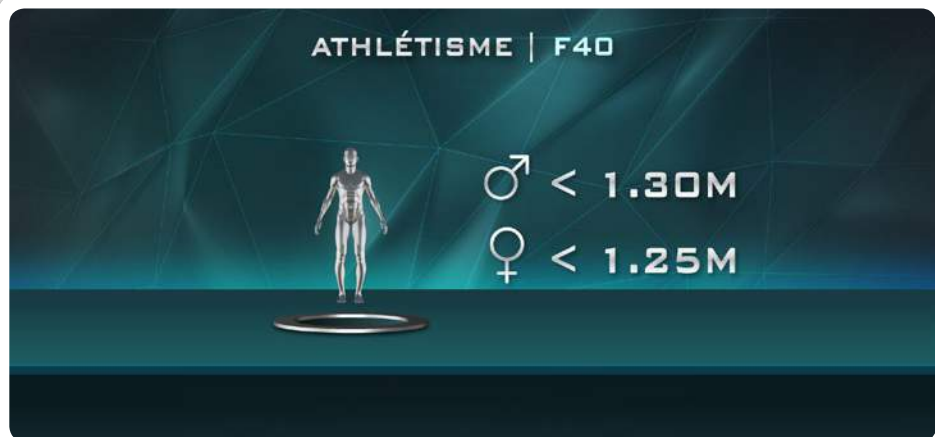 ATHLÉTISME | F40
♂ < 1.30M
♀ < 1.25M